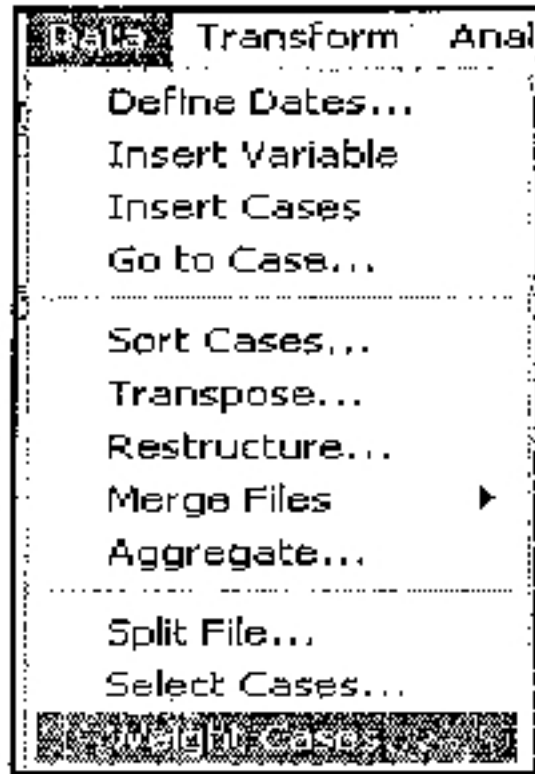 Data Transform Anal
Define Dates...
Insert Variable
Insert Cases
Go to Case...
Sort Cases...
Transpose...
Restructure...
Merge Files
Aggregate...
Split File...
Select Cases...
Weight Cases...